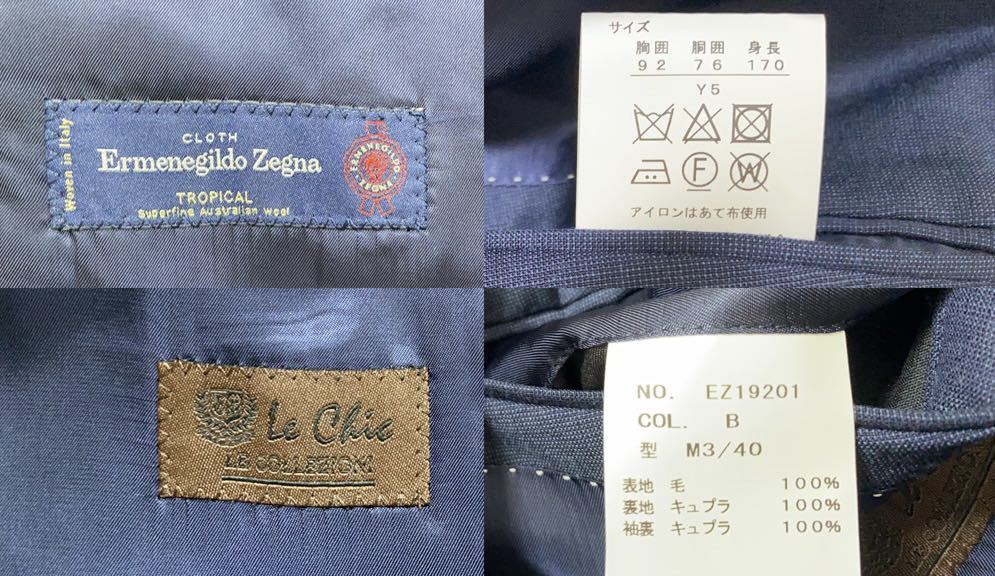 CLOTH
Ermenegildo Zegna
TROPICAL
Superfine Australian Wool
Woven in Italy
ERMENEGILDO
ZEGNA
サイズ
胸囲 胴囲 身長
92 76 170
Y5
F
W
アイロンはあて布使用
Le Chic
LE COLLEZIONI
NO. EZ19201
COL. B
型 M3/40
表地 毛 100%
裏地 キュプラ 100%
袖裏 キュプラ 100%